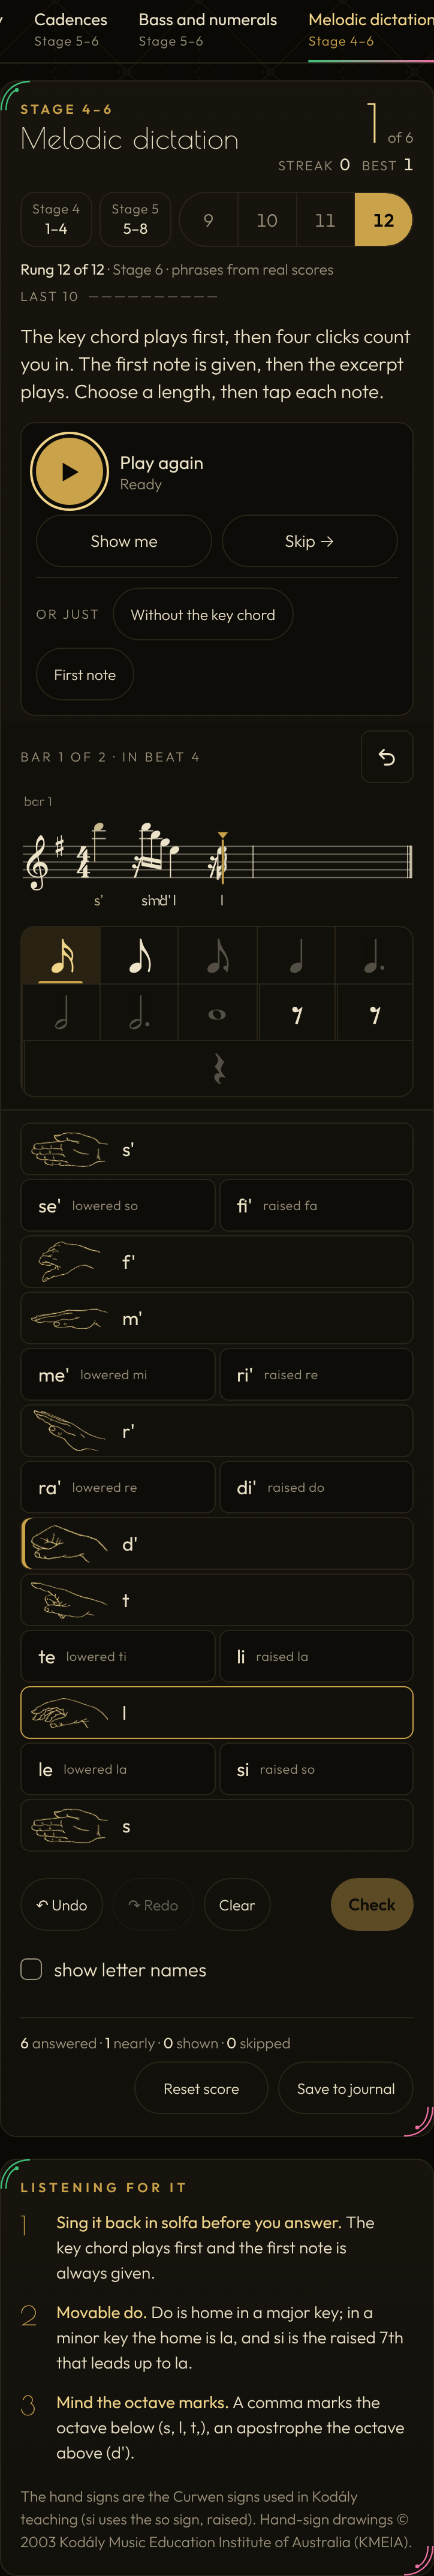 y Cadences Bass and numerals Melodic dictation
Stage 5–6 Stage 5–6 Stage 4–6
STAGE 4–6
Melodic dictation
1 of 6
STREAK 0 BEST 1
Stage 4 Stage 5
1–4 5–8 9 10 11 12
Rung 12 of 12 · Stage 6 · phrases from real scores
LAST 10 – – – – – – – – – –
The key chord plays first, then four clicks count
you in. The first note is given, then the excerpt
plays. Choose a length, then tap each note.
Play again
Ready
Show me Skip →
OR JUST Without the key chord
First note
BAR 1 OF 2 · IN BEAT 4
bar 1
4
4
s' d' l l
s'
se' lowered so fi' raised fa
f'
m'
me' lowered mi ri' raised re
r'
ra' lowered re di' raised do
d'
t
te lowered ti li raised la
l
le lowered la si raised so
s
↶ Undo ↷ Redo Clear Check
show letter names
6 answered · 1 nearly · 0 shown · 0 skipped
Reset score Save to journal
LISTENING FOR IT
1 Sing it back in solfa before you answer. The
key chord plays first and the first note is
always given.
2 Movable do. Do is home in a major key; in a
minor key the home is la, and si is the raised 7th
that leads up to la.
3 Mind the octave marks. A comma marks the
octave below (s, l, t,), an apostrophe the octave
above (d').
The hand signs are the Curwen signs used in Kodály
teaching (si uses the so sign, raised). Hand-sign drawings ©
2003 Kodály Music Education Institute of Australia (KMEIA).